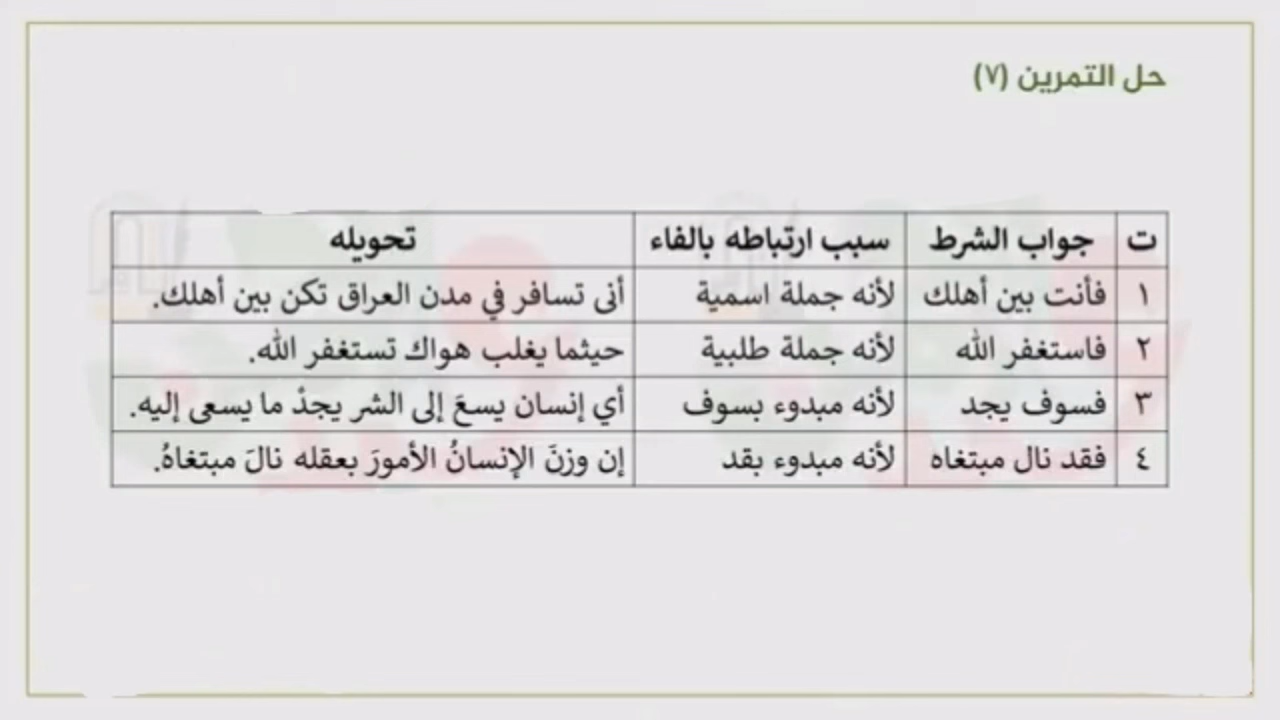 حل التمرين (٧)
ت جواب الشرط سبب ارتباطه بالفاء تحويله
١ فأنت بين أهلك لأنه جملة اسمية أنى تسافر في مدن العراق تكن بين أهلك.
٢ فاستغفر الله لأنه جملة طلبية حيثما يغلب هواك تستغفر الله.
٣ فسوف يجد لأنه مبدوء بسوف أي إنسان يسعَ إلى الشر يجدْ ما يسعى إليه.
٤ فقد نال مبتغاه لأنه مبدوء بقد إن وزنَ الإنسانُ الأمورَ بعقله نالَ مبتغاهُ.